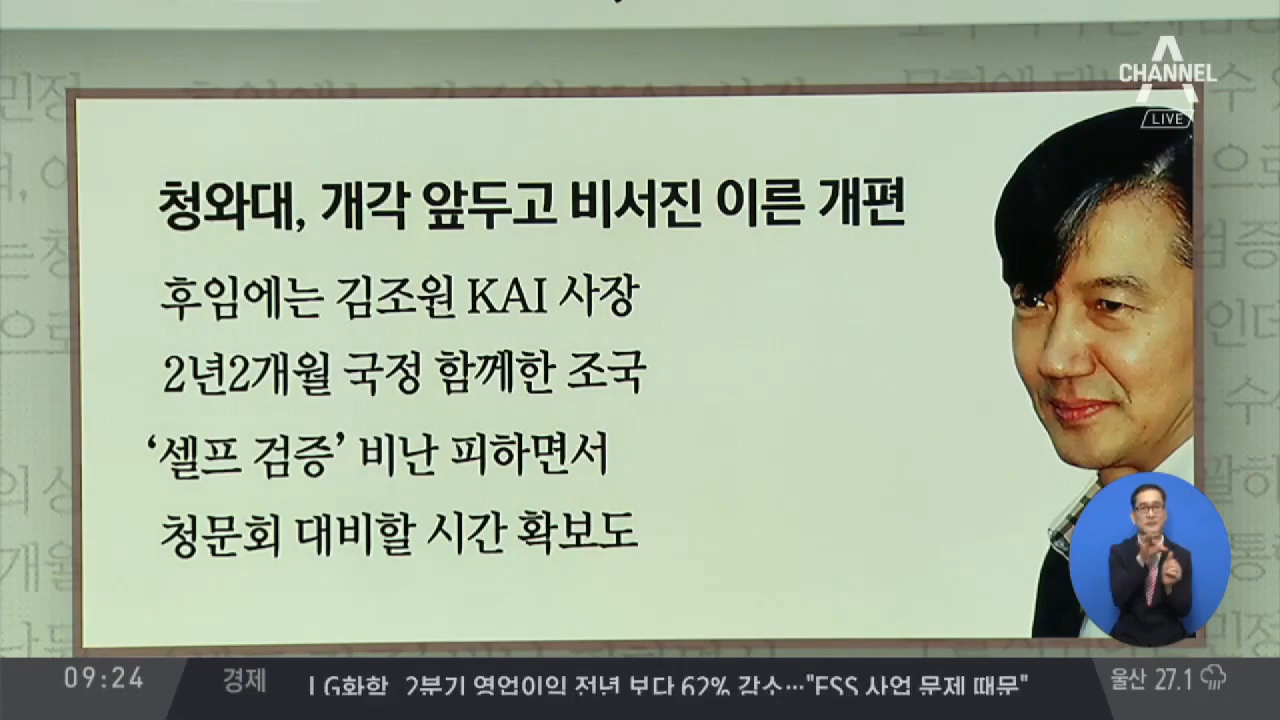 CHANNEL A
LIVE
청와대, 개각 앞두고 비서진 이른 개편
후임에는 김조원 KAI 사장
2년2개월 국정 함께한 조국
‘셀프 검증’ 비난 피하면서
청문회 대비할 시간 확보도
09:24
경제
LG화학, 2분기 영업이익 전년 보다 62% 감소…"ESS 사업 문제 때문"
울산 27.1